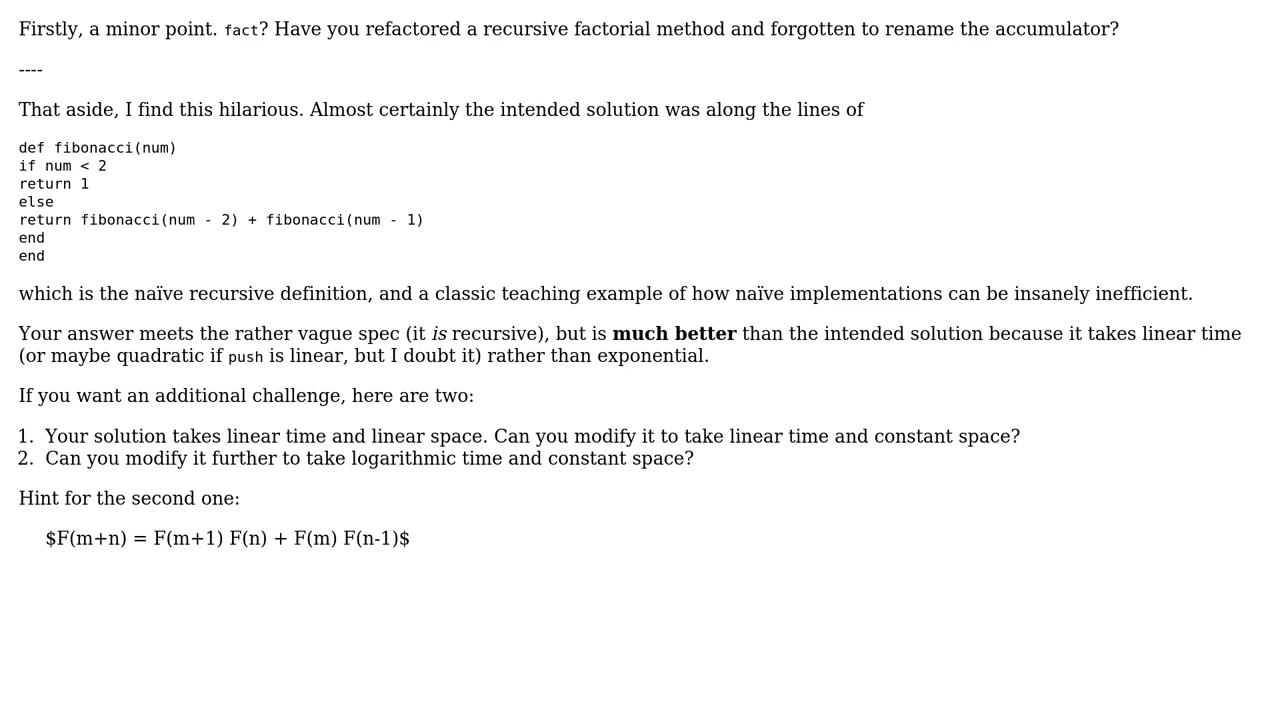 Firstly, a minor point. fact? Have you refactored a recursive factorial method and forgotten to rename the accumulator?
----
That aside, I find this hilarious. Almost certainly the intended solution was along the lines of
def fibonacci(num)
if num < 2
return 1
else
return fibonacci(num - 2) + fibonacci(num - 1)
end
end
which is the naïve recursive definition, and a classic teaching example of how naïve implementations can be insanely inefficient.
Your answer meets the rather vague spec (it is recursive), but is much better than the intended solution because it takes linear time
(or maybe quadratic if push is linear, but I doubt it) rather than exponential.
If you want an additional challenge, here are two:
1. Your solution takes linear time and linear space. Can you modify it to take linear time and constant space?
2. Can you modify it further to take logarithmic time and constant space?
Hint for the second one:
$F(m+n) = F(m+1) F(n) + F(m) F(n-1)$